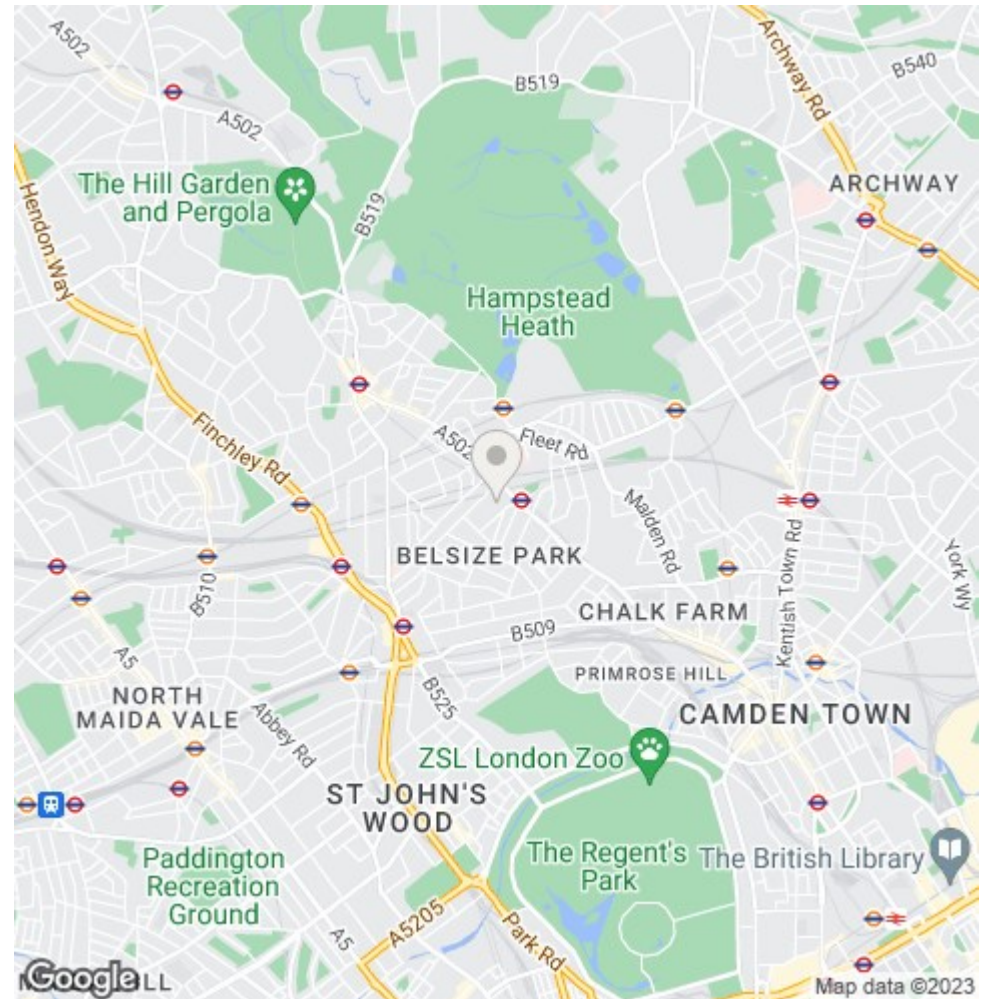 A502
B519
B540
Archway Rd
A502
The Hill Garden
and Pergola
B519
ARCHWAY
Hendon Way
Hampstead
Heath
Finchley Rd
A502
Fleet Rd
Malden Rd
Kentish Town Rd
York Wy
BELSIZE PARK
B510
CHALK FARM
B509
A5
PRIMROSE HILL
B525
NORTH
MAIDA VALE
Abbey Rd
CAMDEN TOWN
ZSL London Zoo
ST JOHN'S
WOOD
The Regent's
Park
The British Library
Paddington
Recreation
Ground
A5205
A5
Park Rd
Google
Map data ©2023